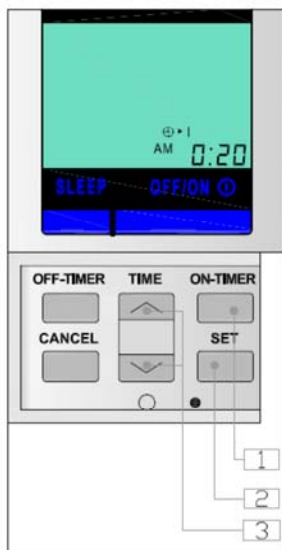 AM 0:20
SLEEP OFF/ON
OFF-TIMER TIME ON-TIMER
CANCEL SET
1
2
3